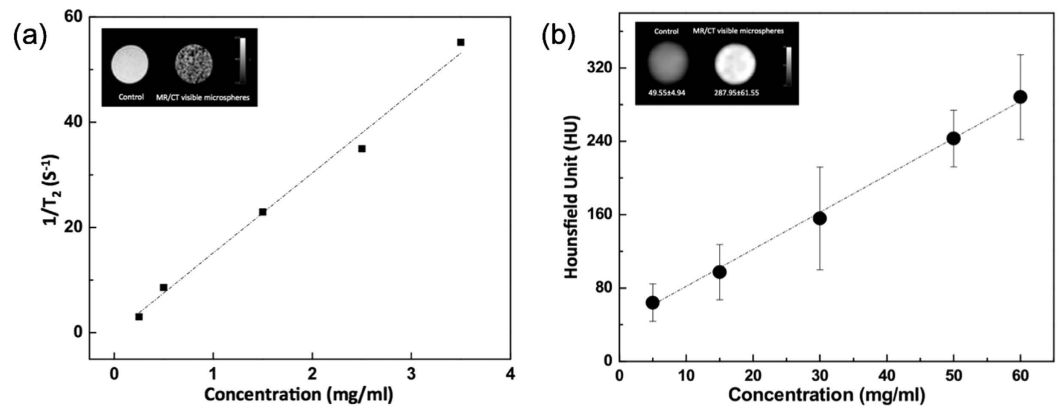 (a)
60
40
20
0
1/T2 (S-1)
Control
MR/CT visible microspheres
0 1 2 3 4
Concentration (mg/ml)
(b)
320
240
160
80
0
Hounsfield Unit (HU)
Control MR/CT visible microspheres
49.55±4.94 287.95±61.55
0 10 20 30 40 50 60
Concentration (mg/ml)